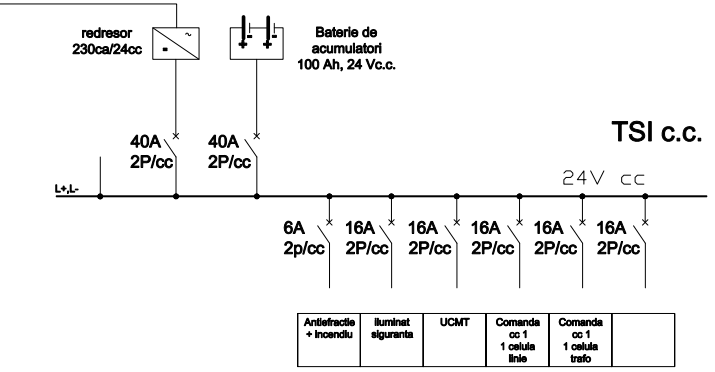 redresor
230ca/24cc
~
=
Baterie de
acumulatori
100 Ah, 24 Vc.c.
+ - + -
40A
2P/cc
40A
2P/cc
TSI c.c.
24V cc
L+,L-
6A
2p/cc
16A
2P/cc
16A
2P/cc
16A
2P/cc
16A
2P/cc
16A
2P/cc
Antiefractie
+ Incendiu
Iluminat
siguranta
UCMT
Comanda
cc 1
1 celula
linie
Comanda
cc 1
1 celula
trafo